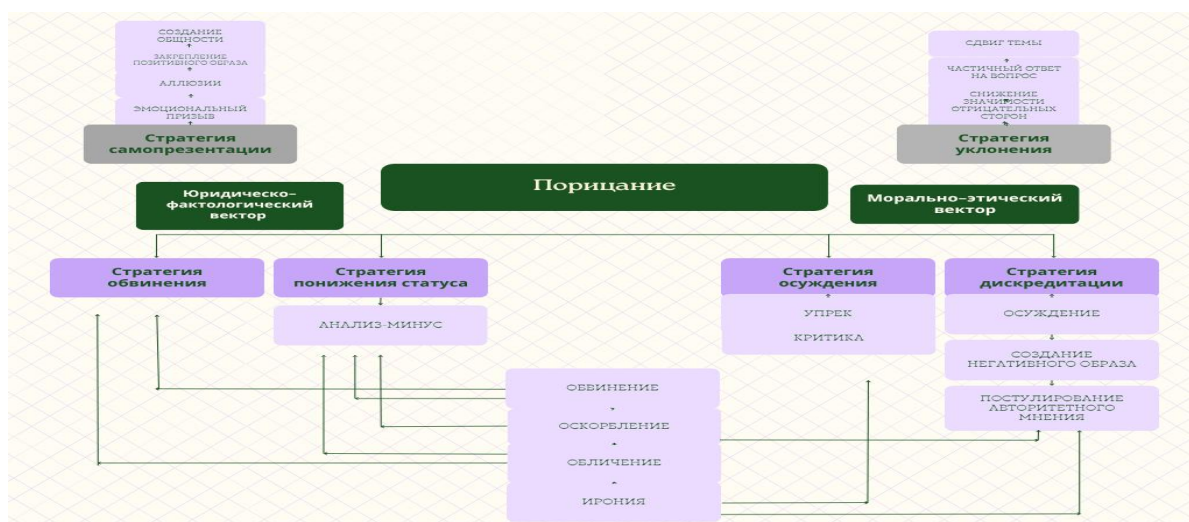 СОЗДАНИЕ
ОБЩНОСТИ
ЗАКРЕПЛЕНИЕ
ПОЗИТИВНОГО ОБРАЗА
АЛЛЮЗИИ
ЭМОЦИОНАЛЬНЫЙ
ПРИЗЫВ
Стратегия
самопрезентации
СДВИГ ТЕМЫ
ЧАСТИЧНЫЙ ОТВЕТ
НА ВОПРОС
СНИЖЕНИЕ
ЗНАЧИМОСТИ
ОТРИЦАТЕЛЬНЫХ
СТОРОН
Стратегия
уклонения
Порицание
Юридическо-
фактологический
вектор
Морально-этический
вектор
Стратегия
обвинения
Стратегия
понижения статуса
АНАЛИЗ-МИНУС
Стратегия
осуждения
УПРЕК
КРИТИКА
Стратегия
дискредитации
ОСУЖДЕНИЕ
СОЗДАНИЕ
НЕГАТИВНОГО ОБРАЗА
ПОСТУЛИРОВАНИЕ
АВТОРИТЕТНОГО
МНЕНИЯ
ОБВИНЕНИЕ
ОСКОРБЛЕНИЕ
ОБЛИЧЕНИЕ
ИРОНИЯ